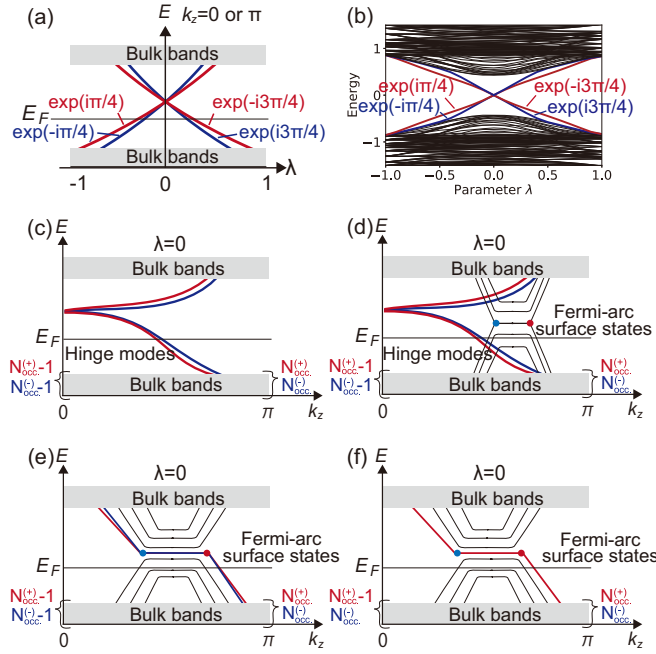 (a)
E
k_z=0 or π
Bulk bands
exp(iπ/4)
exp(-i3π/4)
E_F
exp(-iπ/4)
exp(i3π/4)
Bulk bands
-1
0
1
λ
(b)
Energy
1
0
−1
exp(iπ/4)
exp(-i3π/4)
exp(-iπ/4)
exp(i3π/4)
−1.0
−0.5
0.0
0.5
1.0
Parameter λ
(c)
E
λ=0
Bulk bands
E_F
Hinge modes
N_occ.^(+)-1
N_occ.^(-)-1
Bulk bands
N_occ.^(+)
N_occ.^(-)
0
π
k_z
(d)
E
λ=0
Bulk bands
Fermi-arc
surface states
E_F
Hinge modes
N_occ.^(+)-1
N_occ.^(-)-1
Bulk bands
N_occ.^(+)
N_occ.^(-)
0
π
k_z
(e)
E
λ=0
Bulk bands
Fermi-arc
surface states
E_F
N_occ.^(+)-1
N_occ.^(-)-1
Bulk bands
N_occ.^(+)
N_occ.^(-)
0
π
k_z
(f)
E
λ=0
Bulk bands
Fermi-arc
surface states
E_F
N_occ.^(+)-1
N_occ.^(-)
Bulk bands
N_occ.^(+)
N_occ.^(-)
0
π
k_z